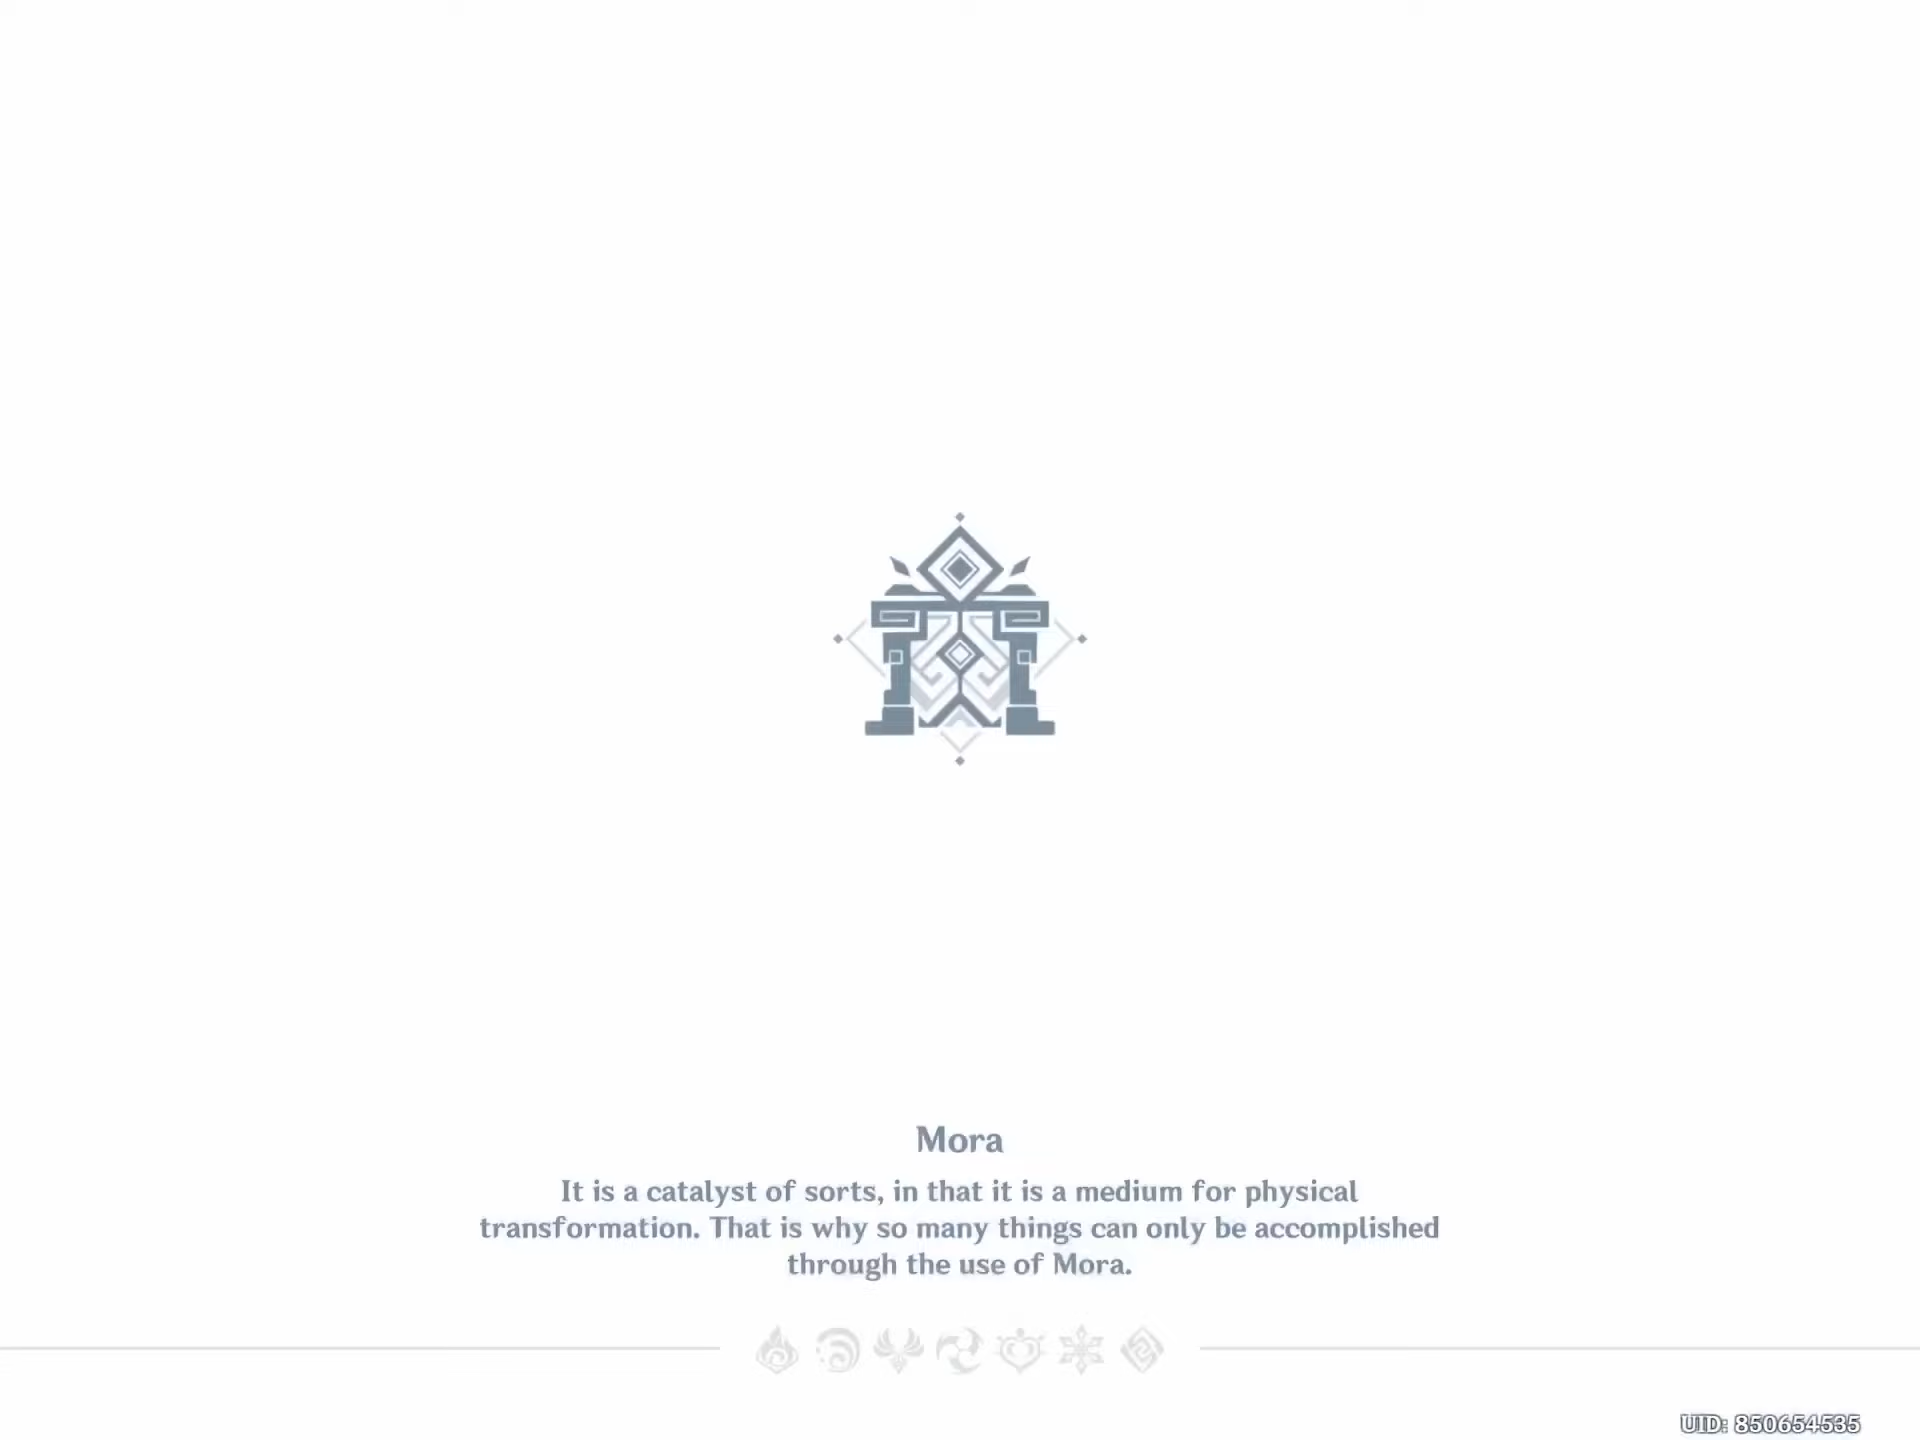 Mora
It is a catalyst of sorts, in that it is a medium for physical
transformation. That is why so many things can only be accomplished
through the use of Mora.
UID: 850654535